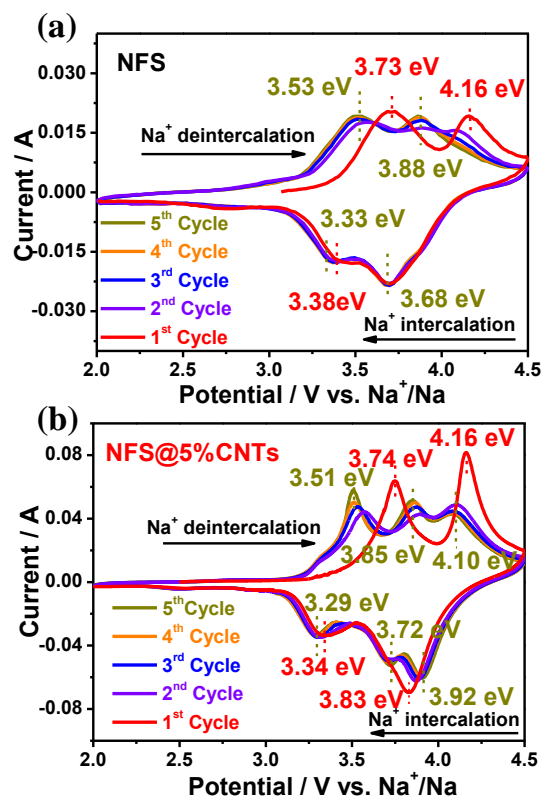 (a)
NFS
3.53 eV
3.73 eV
4.16 eV
Na⁺ deintercalation
3.88 eV
3.33 eV
3.38eV
3.68 eV
5th Cycle
4th Cycle
3rd Cycle
2nd Cycle
1st Cycle
Na⁺ intercalation
0.030
0.015
0.000
-0.015
-0.030
Current / A
2.0 2.5 3.0 3.5 4.0 4.5
Potential / V vs. Na⁺/Na
(b)
NFS@5%CNTs
3.51 eV
3.74 eV
4.16 eV
Na⁺ deintercalation
3.85 eV
4.10 eV
3.29 eV
3.72 eV
3.34 eV
3.83 eV
3.92 eV
5th Cycle
4th Cycle
3rd Cycle
2nd Cycle
1st Cycle
Na⁺ intercalation
0.08
0.04
0.00
-0.04
-0.08
Current / A
2.0 2.5 3.0 3.5 4.0 4.5
Potential / V vs. Na⁺/Na